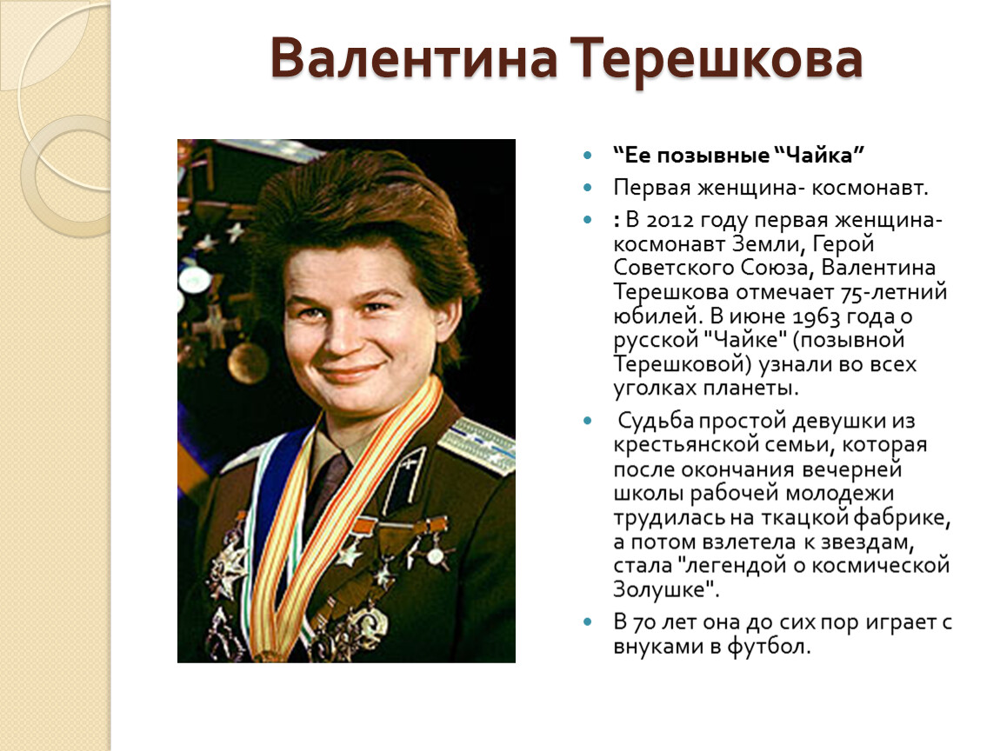 Валентина Терешкова
“Ее позывные “Чайка”
Первая женщина- космонавт.
: В 2012 году первая женщина-
космонавт Земли, Герой
Советского Союза, Валентина
Терешкова отмечает 75-летний
юбилей. В июне 1963 года о
русской "Чайке" (позывной
Терешковой) узнали во всех
уголках планеты.
Судьба простой девушки из
крестьянской семьи, которая
после окончания вечерней
школы рабочей молодежи
трудилась на ткацкой фабрике,
а потом взлетела к звездам,
стала "легендой о космической
Золушке".
В 70 лет она до сих пор играет с
внуками в футбол.